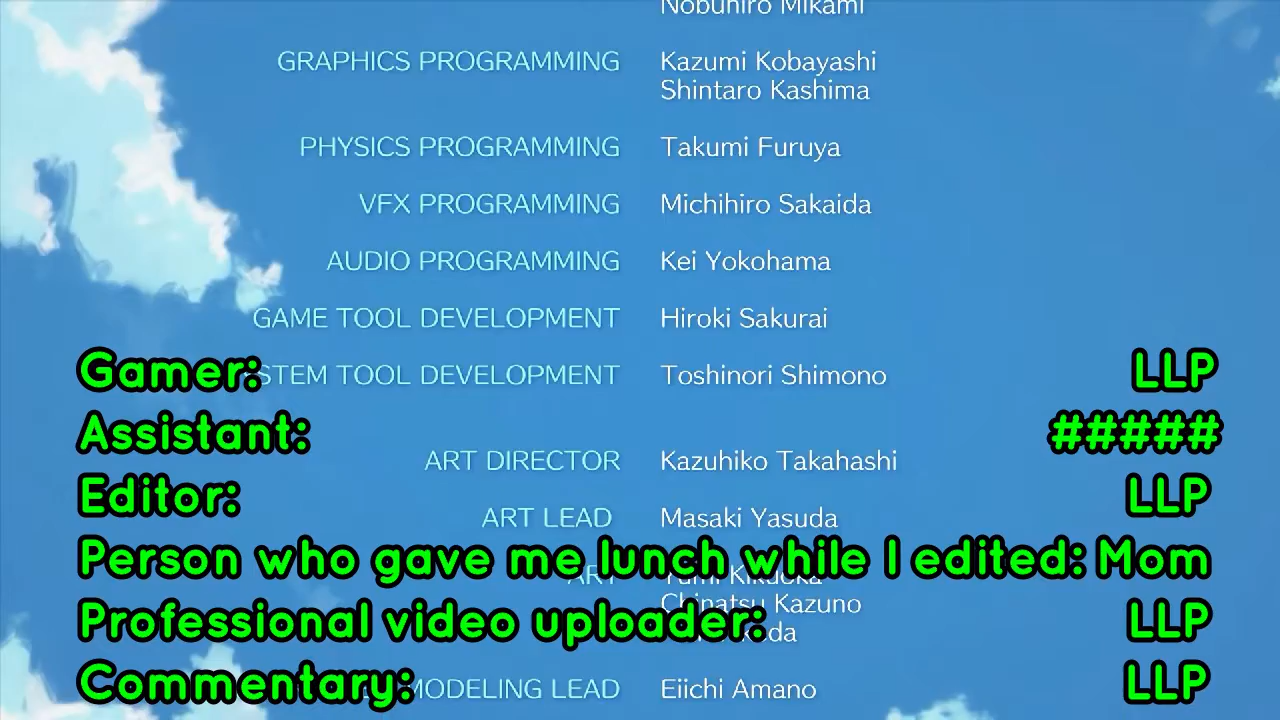 Nobuhiro Mikami
GRAPHICS PROGRAMMING Kazumi Kobayashi
Shintaro Kashima
PHYSICS PROGRAMMING Takumi Furuya
VFX PROGRAMMING Michihiro Sakaida
AUDIO PROGRAMMING Kei Yokohama
GAME TOOL DEVELOPMENT Hiroki Sakurai
Gamer: LLP
STEM TOOL DEVELOPMENT Toshinori Shimono
Assistant: #####
ART DIRECTOR Kazuhiko Takahashi
Editor: LLP
ART LEAD Masaki Yasuda
Person who gave me lunch while I edited: Mom
ART Yumi Kikuoka
Chinatsu Kazuno
Professional video uploader: LLP
Commentary: LLP
MODELING LEAD Eiichi Amano